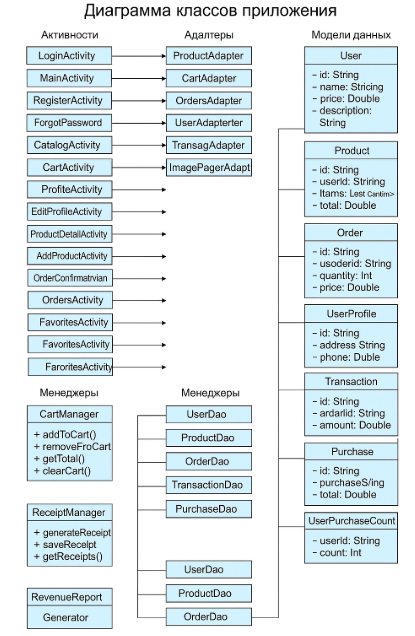 Диаграмма классов приложения
Активности
LoginActivity
MainActivity
RegisterActivity
ForgotPassword
CatalogActivity
CartActivity
ProfiteActivity
EditProfileActivity
ProductDetailActivity
AddProductActivity
OrderConfirmatvrian
OrdersActivity
FavoritesActivity
FavoritesActivity
FaroritesActivity
Адаптеры
ProductAdapter
CartAdapter
OrdersAdapter
UserAdapterter
TransagAdapter
ImagePagerAdapt
Модели данных
User
– id: String
– name: Stricing
– price: Double
– description:
String
Product
– id: String
– userId: Striring
– Itams: Lest Cantim>
– total: Double
Order
– id: String
– usoderid: String
– quantity: Int
– price: Double
UserProfile
– id: String
– address String
– phone: Duble
Transaction
– id: String
– ardarlid: String
– amount: Double
Purchase
– id: String
– purchaseS/ing
– total: Double
UserPurchaseCount
– userId: String
– count: Int
Менеджеры
CartManager
+ addToCart()
+ removeFroCart
+ getTotal()
+ clearCart()
ReceiptManager
+ generareReceipt
+ saveRecelpt
+ getReceipts()
RevenueReport
Generator
Менеджеры
UserDao
ProductDao
OrderDao
TransactionDao
PurchaseDao
UserDao
ProductDao
OrderDao